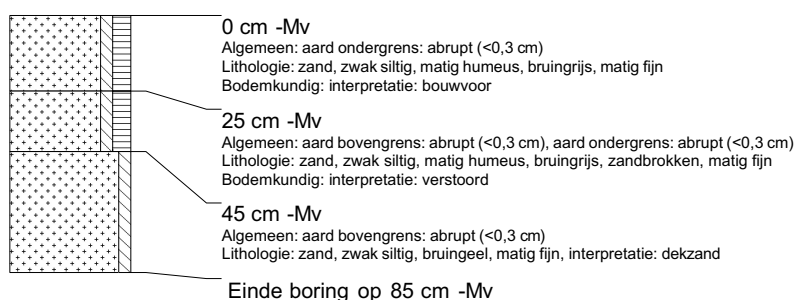 0 cm -Mv
Algemeen: aard ondergrens: abrupt (<0,3 cm)
Lithologie: zand, zwak siltig, matig humeus, bruingrijs, matig fijn
Bodemkundig: interpretatie: bouwvoor
25 cm -Mv
Algemeen: aard bovengrens: abrupt (<0,3 cm), aard ondergrens: abrupt (<0,3 cm)
Lithologie: zand, zwak siltig, matig humeus, bruingrijs, zandbrokken, matig fijn
Bodemkundig: interpretatie: verstoord
45 cm -Mv
Algemeen: aard bovengrens: abrupt (<0,3 cm)
Lithologie: zand, zwak siltig, bruingeel, matig fijn, interpretatie: dekzand
Einde boring op 85 cm -Mv